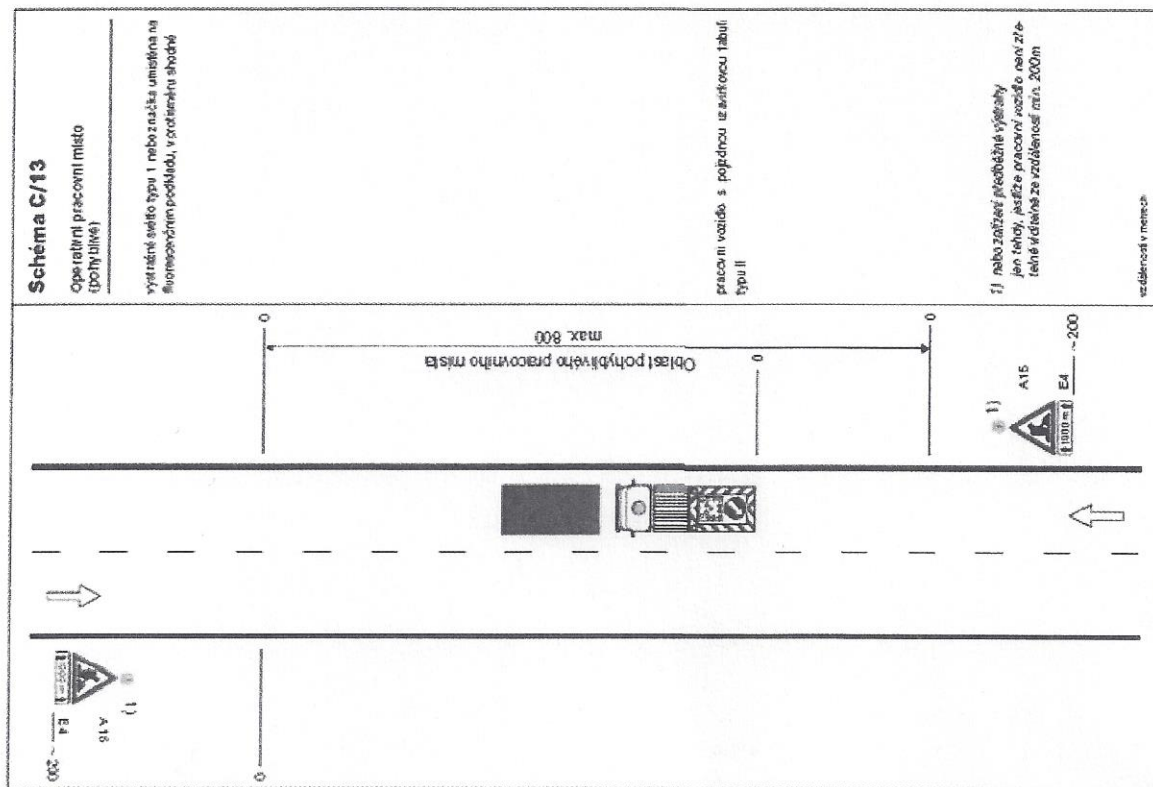 Schéma C/13
Operativní pracovní místo
(pohyblivé)
výstražné světlo typu 1 nebo značka umístěna na
fluorescenčním podkladu, v protisměru shodně
pracovní vozidlo s pojízdnou uzavírkovou tabulí
typu II
1) nebo zařízení předběžné výstrahy
jen tehdy, jestliže pracovní vozidlo není zře-
telně viditelné ze vzdálenosti min. 200m
vzdálenosti v metrech
0
Oblast pohyblivého pracovního místa
max. 800
0
0
1)
A15
E4
~ 200
1000 m
~ 200
E4
A15
1)
1000 m
0